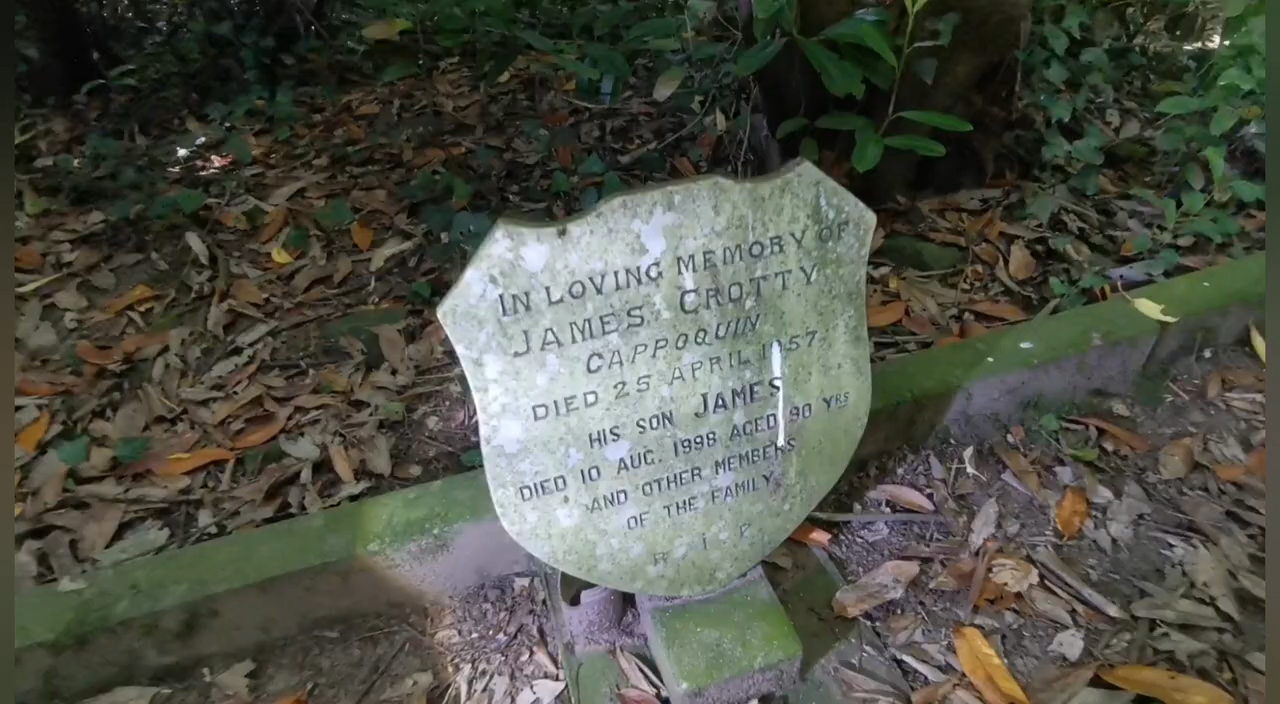 IN LOVING MEMORY OF
JAMES CROTTY
CAPPOQUIN
DIED 25 APRIL 1957.
HIS SON JAMES
DIED 10 AUG. 1998 AGED 90 YRS
AND OTHER MEMBERS
OF THE FAMILY
R. I. P.